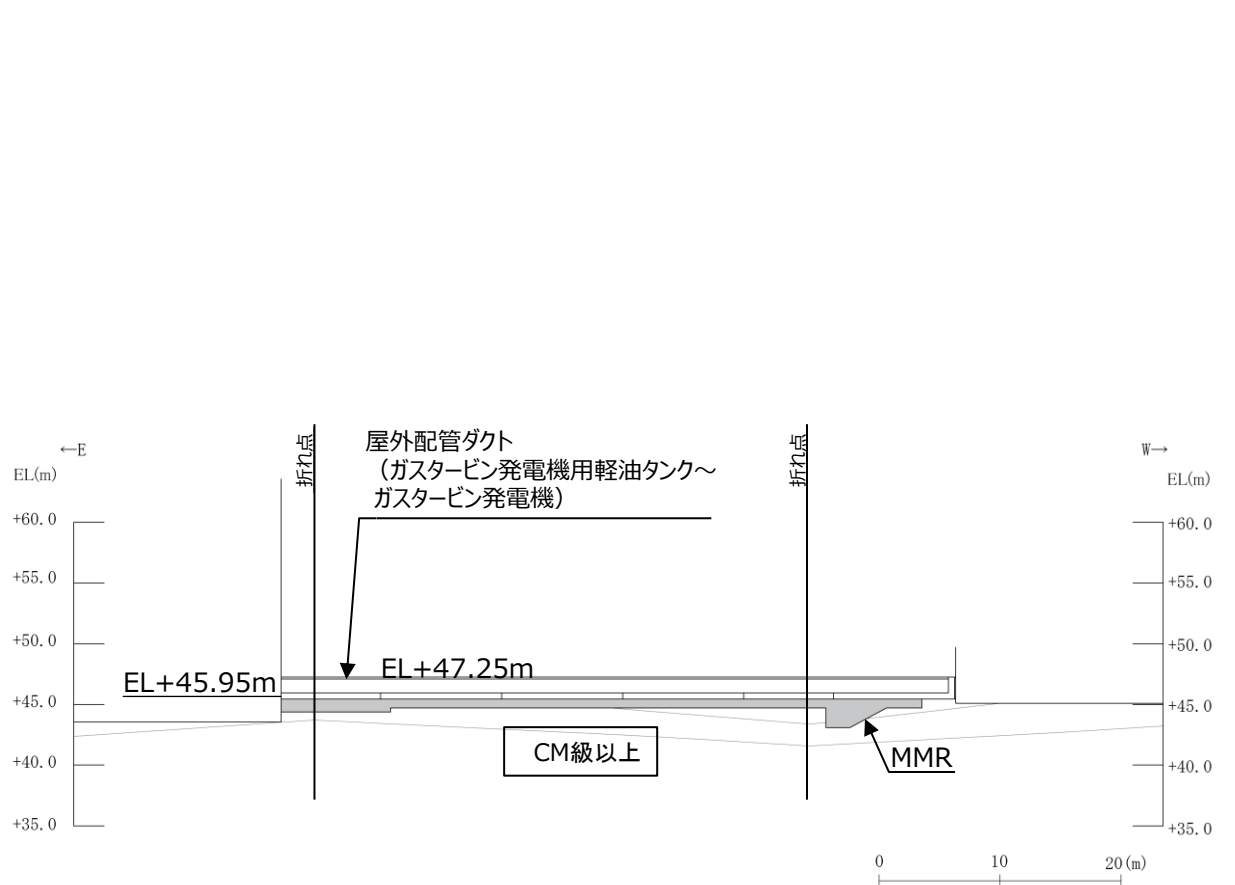 ←E
EL(m)
+60.0
+55.0
+50.0
+45.0
+40.0
+35.0
折れ点
屋外配管ダクト
（ガスタービン発電機用軽油タンク～
ガスタービン発電機）
折れ点
W→
EL(m)
+60.0
+55.0
+50.0
+45.0
+40.0
+35.0
EL+45.95m
EL+47.25m
CM級以上
MMR
0 10 20(m)